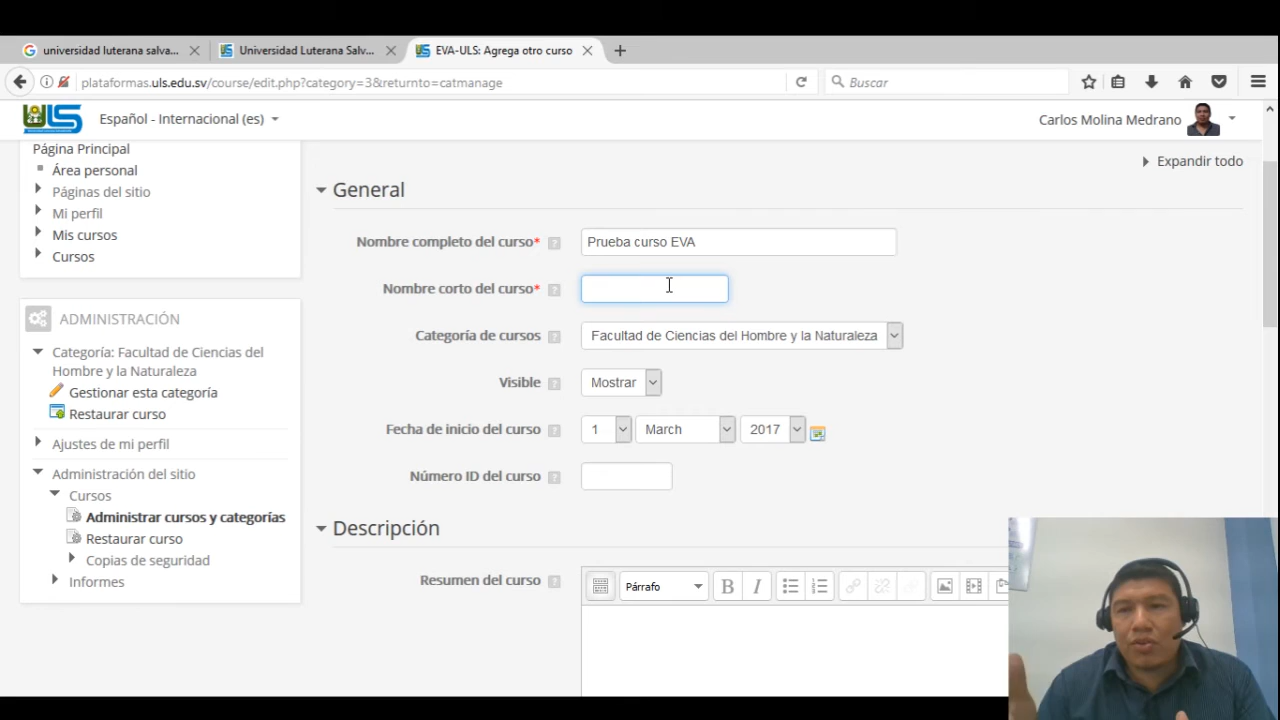 universidad luterana salva...
Universidad Luterana Salv...
EVA-ULS: Agrega otro curso
plataformas.uls.edu.sv/course/edit.php?category=3&returnto=catmanage
Buscar
ULS
Español - Internacional (es)
Carlos Molina Medrano
Página Principal
Área personal
Páginas del sitio
Mi perfil
Mis cursos
Cursos
ADMINISTRACIÓN
Categoría: Facultad de Ciencias del
Hombre y la Naturaleza
Gestionar esta categoría
Restaurar curso
Ajustes de mi perfil
Administración del sitio
Cursos
Administrar cursos y categorías
Restaurar curso
Copias de seguridad
Informes
Expandir todo
General
Nombre completo del curso* ? Prueba curso EVA
Nombre corto del curso* ?
Categoría de cursos ? Facultad de Ciencias del Hombre y la Naturaleza
Visible ? Mostrar
Fecha de inicio del curso ? 1 March 2017
Número ID del curso ?
Descripción
Resumen del curso ? Párrafo B I